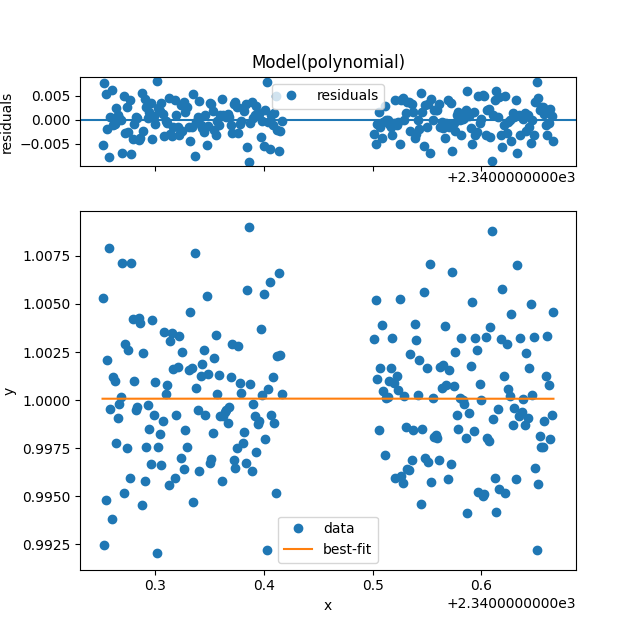 Model(polynomial)
residuals
0.005
0.000
−0.005
residuals
+2.3400000000e3
y
1.0075
1.0050
1.0025
1.0000
0.9975
0.9950
0.9925
data
best-fit
0.3 0.4 0.5 0.6
x
+2.3400000000e3